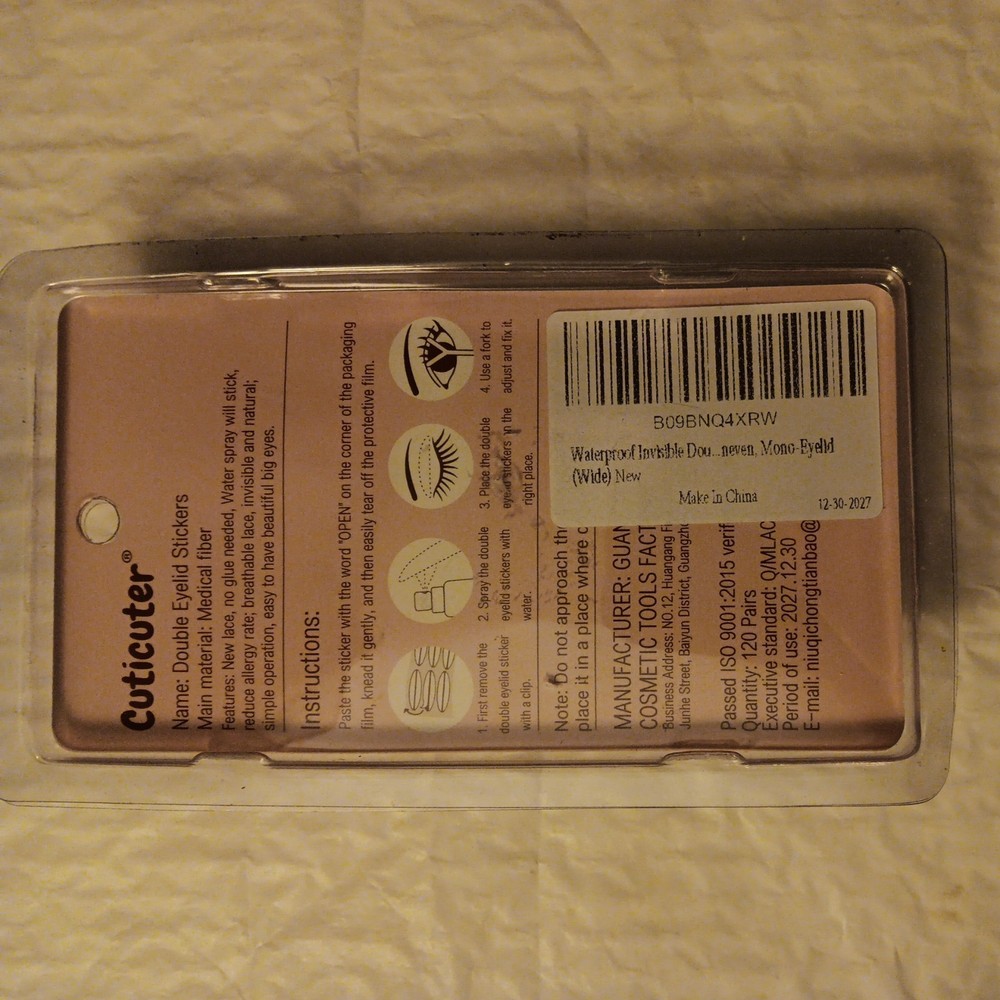 Cuticuter®
Name: Double Eyelid Stickers
Main material: Medical fiber
Features: New lace, no glue needed, Water spray will stick,
reduce allergy rate; breathable lace, invisible and natural;
simple operation, easy to have beautiful big eyes.
Instructions:
Paste the sticker with the word "OPEN" on the corner of the packaging
film, knead it gently, and then easily tear off the protective film.
1. First remove the
double eyelid sticker
with a clip.
2. Spray the double
eyelid stickers with
water.
3. Place the double
eyelid stickers in the
right place.
4. Use a fork to
adjust and fix it.
Note: Do not approach th
place it in a place where c
MANUFACTURER: GUAN
COSMETIC TOOLS FACT
Business Address: NO.12, Huangang
Junhe Street, Baiyun District, Guangzh
Passed ISO 9001:2015 verif
Quantity: 120 Pairs
Executive standard: Q/MLAC
Period of use: 2027.12.30
E-mail: niuqichongtianbao@
B09BNQ4XRW
Waterproof Invisible Dou...neven, Mono-Eyelid
(Wide) New
Make in China
12-30-2027